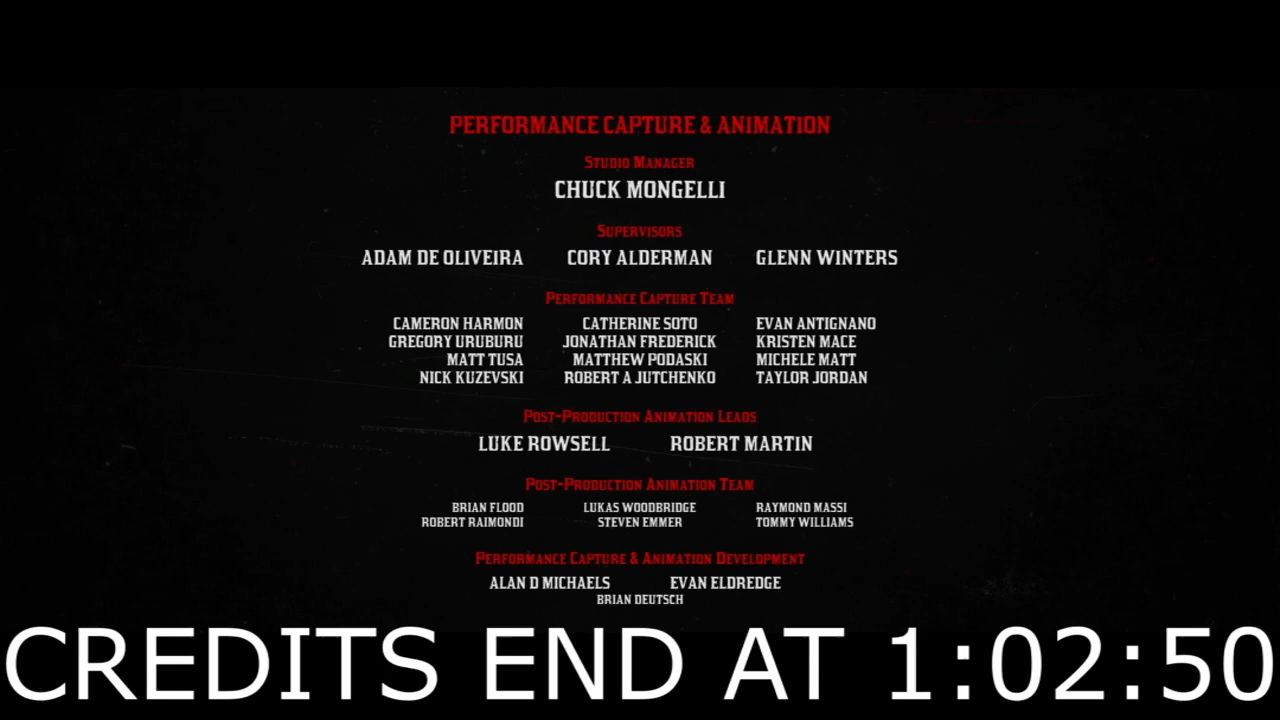 PERFORMANCE CAPTURE & ANIMATION
STUDIO MANAGER
CHUCK MONGELLI
SUPERVISORS
ADAM DE OLIVEIRA CORY ALDERMAN GLENN WINTERS
PERFORMANCE CAPTURE TEAM
CAMERON HARMON CATHERINE SOTO EVAN ANTIGNANO
GREGORY URUBURU JONATHAN FREDERICK KRISTEN MACE
MATT TUSA MATTHEW PODASKI MICHELE MATT
NICK KUZEVSKI ROBERT A JUTCHENKO TAYLOR JORDAN
POST-PRODUCTION ANIMATION LEADS
LUKE ROWSELL ROBERT MARTIN
POST-PRODUCTION ANIMATION TEAM
BRIAN FLOOD LUKAS WOODBRIDGE RAYMOND MASSI
ROBERT RAIMONDI STEVEN EMMER TOMMY WILLIAMS
PERFORMANCE CAPTURE & ANIMATION DEVELOPMENT
ALAN D MICHAELS EVAN ELDREDGE
BRIAN DEUTSCH
CREDITS END AT 1:02:50